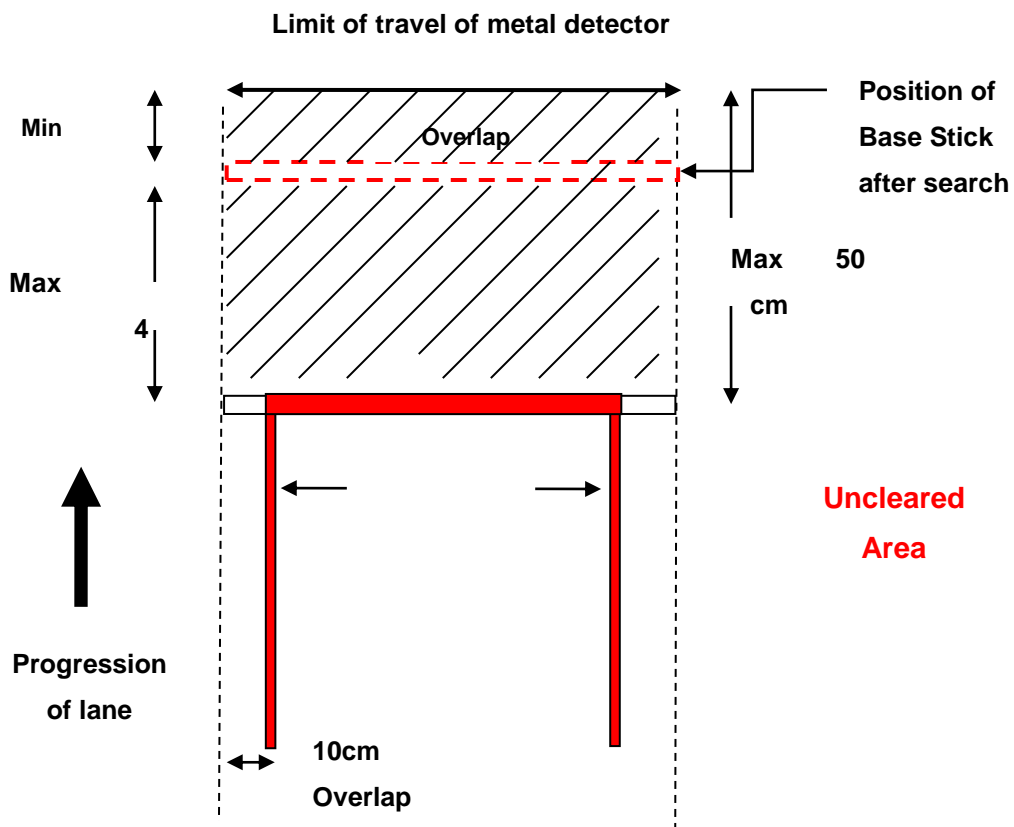 Limit of travel of metal detector
Min
Overlap
Position of
Base Stick
after search
Max 50
cm
Max
4
Uncleared
Area
Progression
of lane
10cm
Overlap